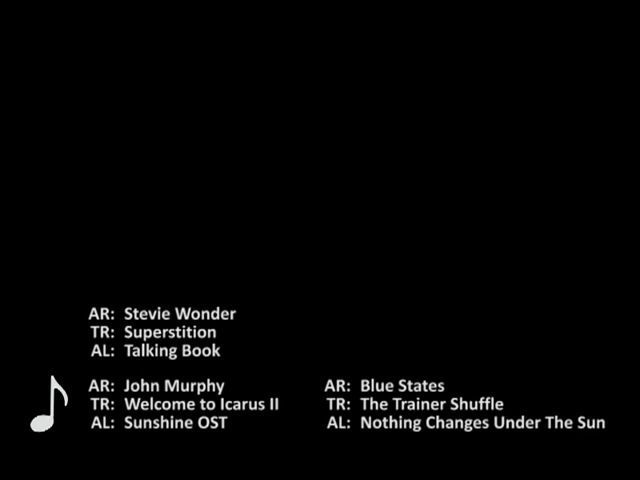 AR: Stevie Wonder
TR: Superstition
AL: Talking Book
AR: John Murphy
TR: Welcome to Icarus II
AL: Sunshine OST
AR: Blue States
TR: The Trainer Shuffle
AL: Nothing Changes Under The Sun